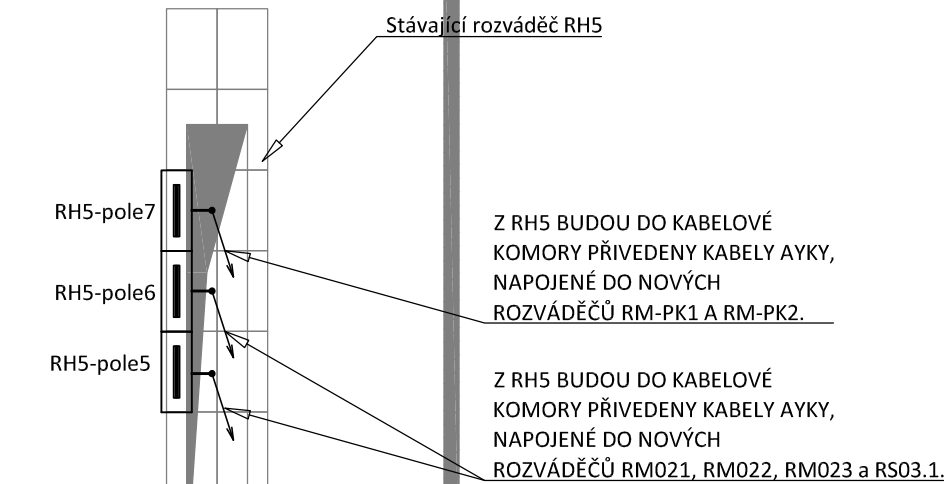 Stávající rozváděč RH5
RH5-pole7
Z RH5 BUDOU DO KABELOVÉ
KOMORY PŘIVEDENY KABELY AYKY,
NAPOJENÉ DO NOVÝCH
ROZVÁDĚČŮ RM-PK1 A RM-PK2.
RH5-pole6
RH5-pole5
Z RH5 BUDOU DO KABELOVÉ
KOMORY PŘIVEDENY KABELY AYKY,
NAPOJENÉ DO NOVÝCH
ROZVÁDĚČŮ RM021, RM022, RM023 a RS03.1.